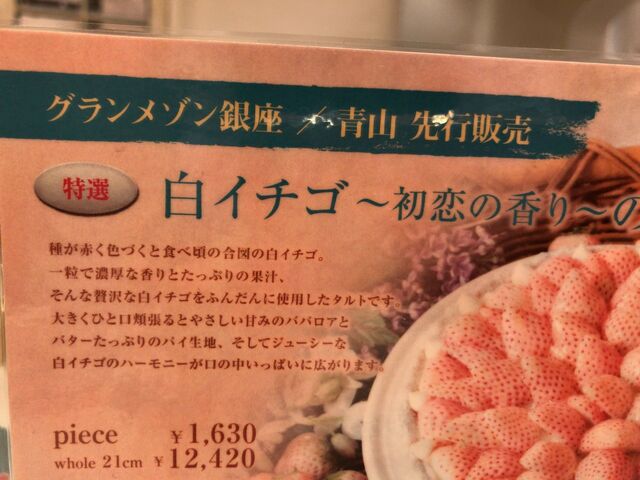 グランメゾン銀座 / 青山 先行販売
特選
白イチゴ ～初恋の香り～の
種が赤く色づくと食べ頃の合図の白イチゴ。
一粒で濃厚な香りとたっぷりの果汁、
そんな贅沢な白イチゴをふんだんに使用したタルトです。
大きくひと口頬張るとやさしい甘みのババロアと
バターたっぷりのパイ生地、そしてジューシーな
白イチゴのハーモニーが口の中いっぱいに広がります。
piece ￥1,630
whole 21cm ￥12,420